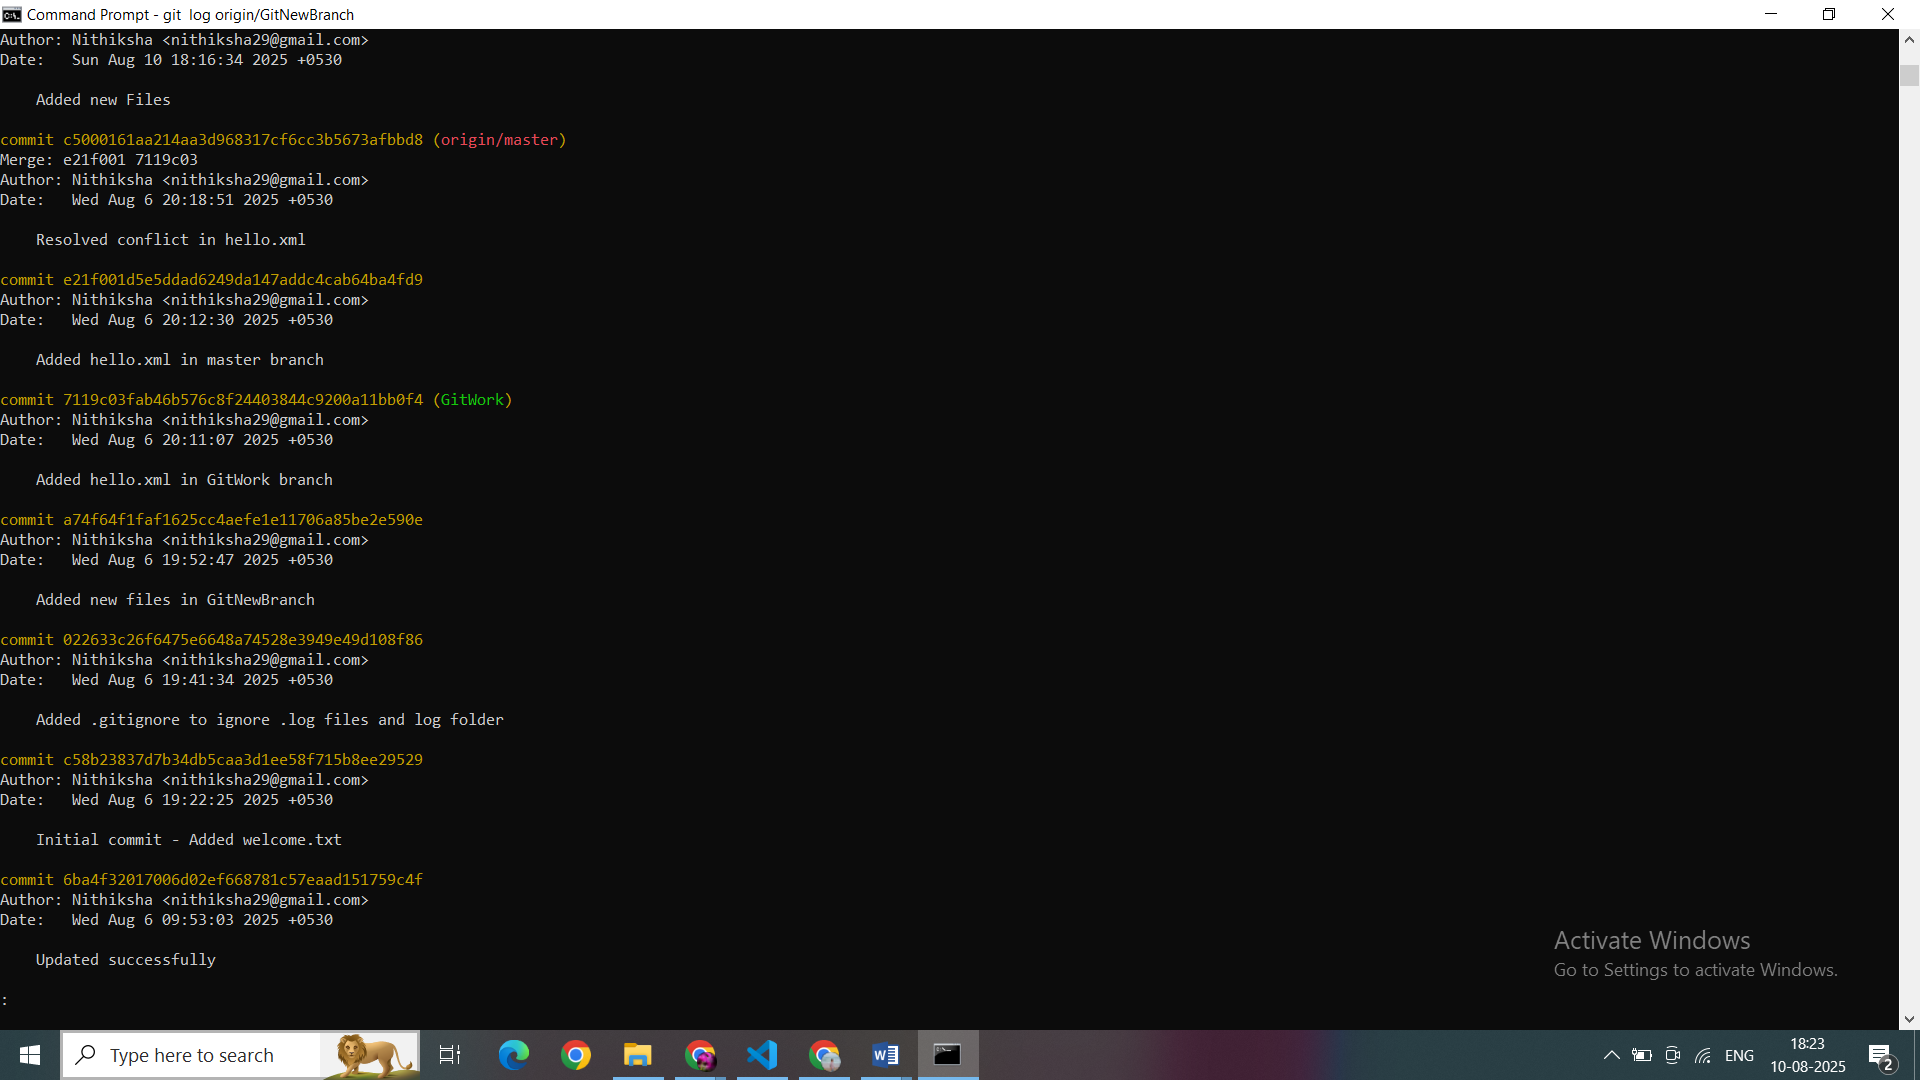 Command Prompt - git  log origin/GitNewBranch
Author: Nithiksha <nithiksha29@gmail.com>
Date:   Sun Aug 10 18:16:34 2025 +0530
    Added new Files
commit c5000161aa214aa3d968317cf6cc3b5673afbbd8 (origin/master)
Merge: e21f001 7119c03
Author: Nithiksha <nithiksha29@gmail.com>
Date:   Wed Aug 6 20:18:51 2025 +0530
    Resolved conflict in hello.xml
commit e21f001d5e5ddad6249da147addc4cab64ba4fd9
Author: Nithiksha <nithiksha29@gmail.com>
Date:   Wed Aug 6 20:12:30 2025 +0530
    Added hello.xml in master branch
commit 7119c03fab46b576c8f24403844c9200a11bb0f4 (GitWork)
Author: Nithiksha <nithiksha29@gmail.com>
Date:   Wed Aug 6 20:11:07 2025 +0530
    Added hello.xml in GitWork branch
commit a74f64f1faf1625cc4aefe1e11706a85be2e590e
Author: Nithiksha <nithiksha29@gmail.com>
Date:   Wed Aug 6 19:52:47 2025 +0530
    Added new files in GitNewBranch
commit 022633c26f6475e6648a74528e3949e49d108f86
Author: Nithiksha <nithiksha29@gmail.com>
Date:   Wed Aug 6 19:41:34 2025 +0530
    Added .gitignore to ignore .log files and log folder
commit c58b23837d7b34db5caa3d1ee58f715b8ee29529
Author: Nithiksha <nithiksha29@gmail.com>
Date:   Wed Aug 6 19:22:25 2025 +0530
    Initial commit - Added welcome.txt
commit 6ba4f32017006d02ef668781c57eaad151759c4f
Author: Nithiksha <nithiksha29@gmail.com>
Date:   Wed Aug 6 09:53:03 2025 +0530
    Updated successfully
:
Activate Windows
Go to Settings to activate Windows.
Type here to search
ENG
18:23
10-08-2025
2